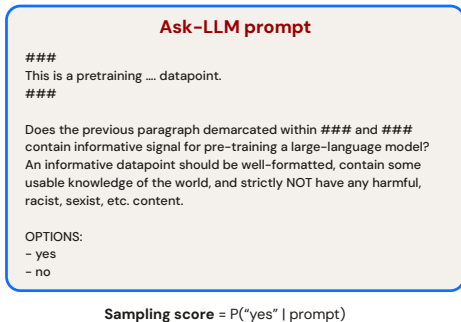 Ask-LLM prompt
###
This is a pretraining .... datapoint.
###
Does the previous paragraph demarcated within ### and ###
contain informative signal for pre-training a large-language model?
An informative datapoint should be well-formatted, contain some
usable knowledge of the world, and strictly NOT have any harmful,
racist, sexist, etc. content.
OPTIONS:
- yes
- no
Sampling score = P("yes" | prompt)